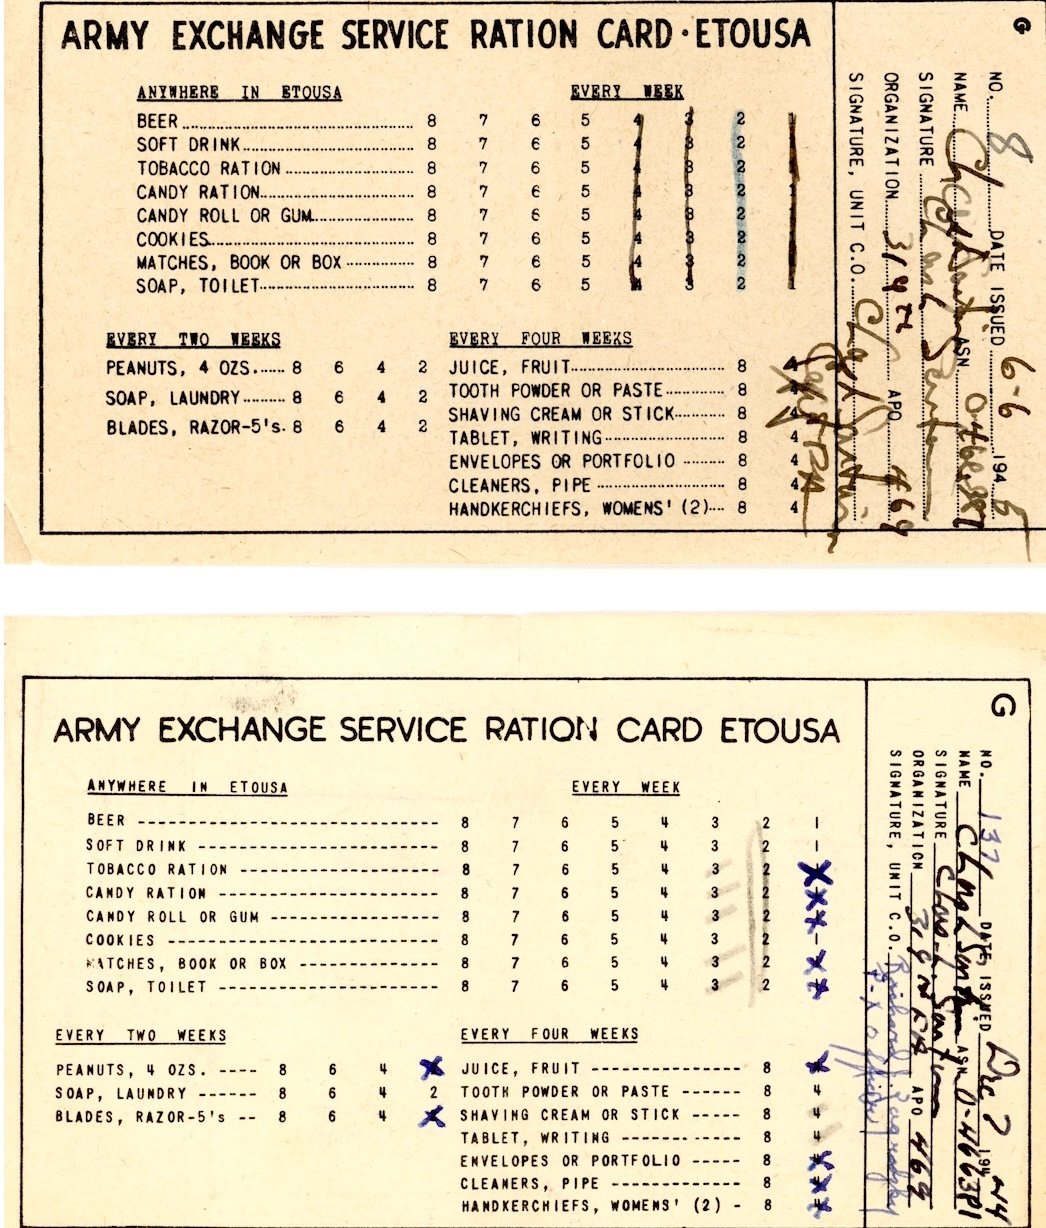 ARMY EXCHANGE SERVICE RATION CARD·ETOUSA
ANYWHERE IN ETOUSA EVERY WEEK
BEER 8 7 6 5 4 3 2 1
SOFT DRINK 8 7 6 5 4 3 2 1
TOBACCO RATION 8 7 6 5 4 3 2 1
CANDY RATION 8 7 6 5 4 3 2 1
CANDY ROLL OR GUM 8 7 6 5 4 3 2 1
COOKIES 8 7 6 5 4 3 2 1
MATCHES, BOOK OR BOX 8 7 6 5 4 3 2 1
SOAP, TOILET 8 7 6 5 4 3 2 1
EVERY TWO WEEKS
PEANUTS, 4 OZS. 8 6 4 2
SOAP, LAUNDRY 8 6 4 2
BLADES, RAZOR-5's. 8 6 4 2
EVERY FOUR WEEKS
JUICE, FRUIT 8 4
TOOTH POWDER OR PASTE 8 4
SHAVING CREAM OR STICK 8 4
TABLET, WRITING 8 4
ENVELOPES OR PORTFOLIO 8 4
CLEANERS, PIPE 8 4
HANDKERCHIEFS, WOMENS' (2) 8 4
G
NO. 8 DATE ISSUED 6-6 1945
NAME ASN
SIGNATURE
ORGANIZATION APO 469
SIGNATURE, UNIT C.O.
ARMY EXCHANGE SERVICE RATION CARD ETOUSA
ANYWHERE IN ETOUSA EVERY WEEK
BEER 8 7 6 5 4 3 2 1
SOFT DRINK 8 7 6 5 4 3 2 1
TOBACCO RATION 8 7 6 5 4 3 2
CANDY RATION 8 7 6 5 4 3 2
CANDY ROLL OR GUM 8 7 6 5 4 3 2
COOKIES 8 7 6 5 4 3 2 1
MATCHES, BOOK OR BOX 8 7 6 5 4 3 2
SOAP, TOILET 8 7 6 5 4 3 2
EVERY TWO WEEKS
PEANUTS, 4 OZS. 8 6 4
SOAP, LAUNDRY 8 6 4 2
BLADES, RAZOR-5's 8 6 4
EVERY FOUR WEEKS
JUICE, FRUIT 8
TOOTH POWDER OR PASTE 8 4
SHAVING CREAM OR STICK 8 4
TABLET, WRITING 8 4
ENVELOPES OR PORTFOLIO 8
CLEANERS, PIPE 8
HANDKERCHIEFS, WOMENS' (2) 8
G
NO. 137 DATE ISSUED Dec 7 1944
NAME ASN
SIGNATURE
ORGANIZATION APO 469
SIGNATURE, UNIT C.O. Richard
P-X Officer